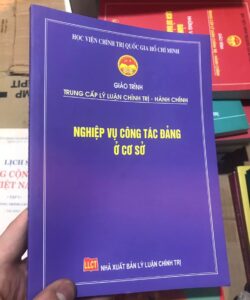 HỌC VIỆN CHÍNH TRỊ QUỐC GIA HỒ CHÍ MINH
GIÁO TRÌNH
TRUNG CẤP LÝ LUẬN CHÍNH TRỊ - HÀNH CHÍNH
NGHIỆP VỤ CÔNG TÁC ĐẢNG
Ở CƠ SỞ
LLCT
NHÀ XUẤT BẢN LÝ LUẬN CHÍNH TRỊ
LỊCH S